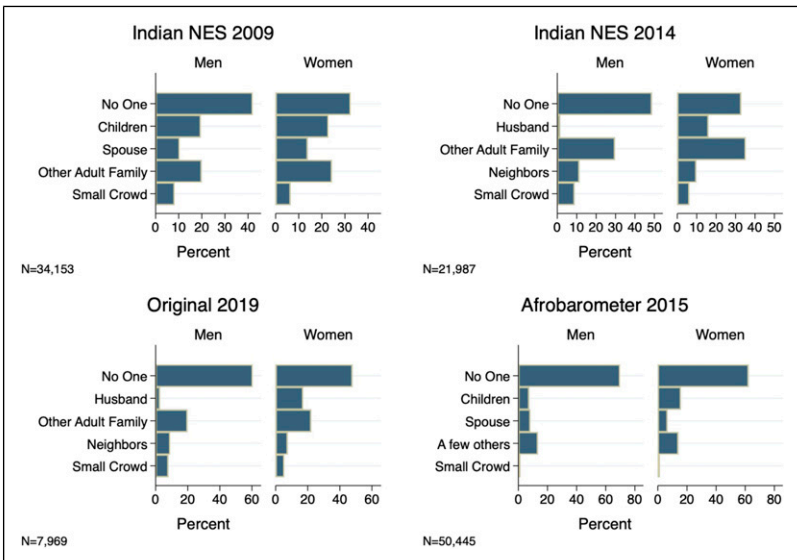 Indian NES 2009
Men Women
No One
Children
Spouse
Other Adult Family
Small Crowd
0 10 20 30 40 0 10 20 30 40
Percent
N=34,153
Indian NES 2014
Men Women
No One
Husband
Other Adult Family
Neighbors
Small Crowd
0 10 20 30 40 50 0 10 20 30 40 50
Percent
N=21,987
Original 2019
Men Women
No One
Husband
Other Adult Family
Neighbors
Small Crowd
0 20 40 60 0 20 40 60
Percent
N=7,969
Afrobarometer 2015
Men Women
No One
Children
Spouse
A few others
Small Crowd
0 20 40 60 80 0 20 40 60 80
Percent
N=50,445